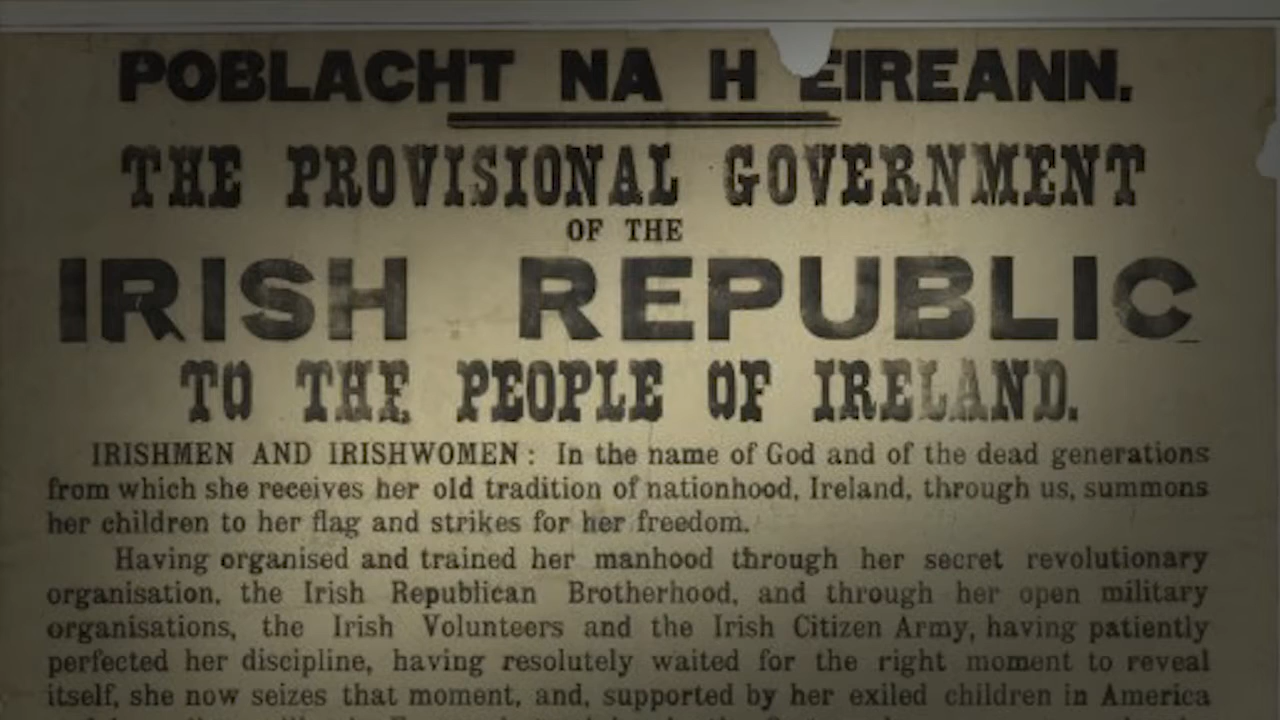 POBLACHT NA H EIREANN.
THE PROVISIONAL GOVERNMENT
OF THE
IRISH REPUBLIC
TO THE PEOPLE OF IRELAND.
IRISHMEN AND IRISHWOMEN: In the name of God and of the dead generations
from which she receives her old tradition of nationhood, Ireland, through us, summons
her children to her flag and strikes for her freedom.
Having organised and trained her manhood through her secret revolutionary
organisation, the Irish Republican Brotherhood, and through her open military
organisations, the Irish Volunteers and the Irish Citizen Army, having patiently
perfected her discipline, having resolutely waited for the right moment to reveal
itself, she now seizes that moment, and, supported by her exiled children in America